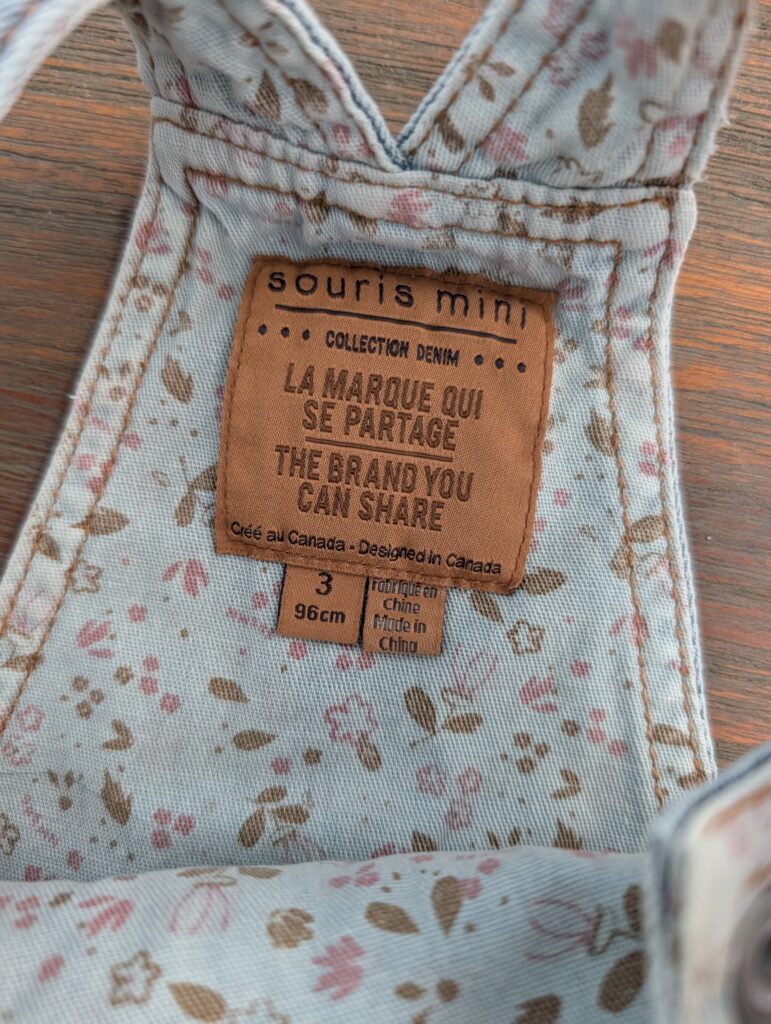 souris mini
COLLECTION DENIM
LA MARQUE QUI
SE PARTAGE
THE BRAND YOU
CAN SHARE
Créé au Canada - Designed in Canada
3
96cm
Fabriqué en
Chine
Made in
China